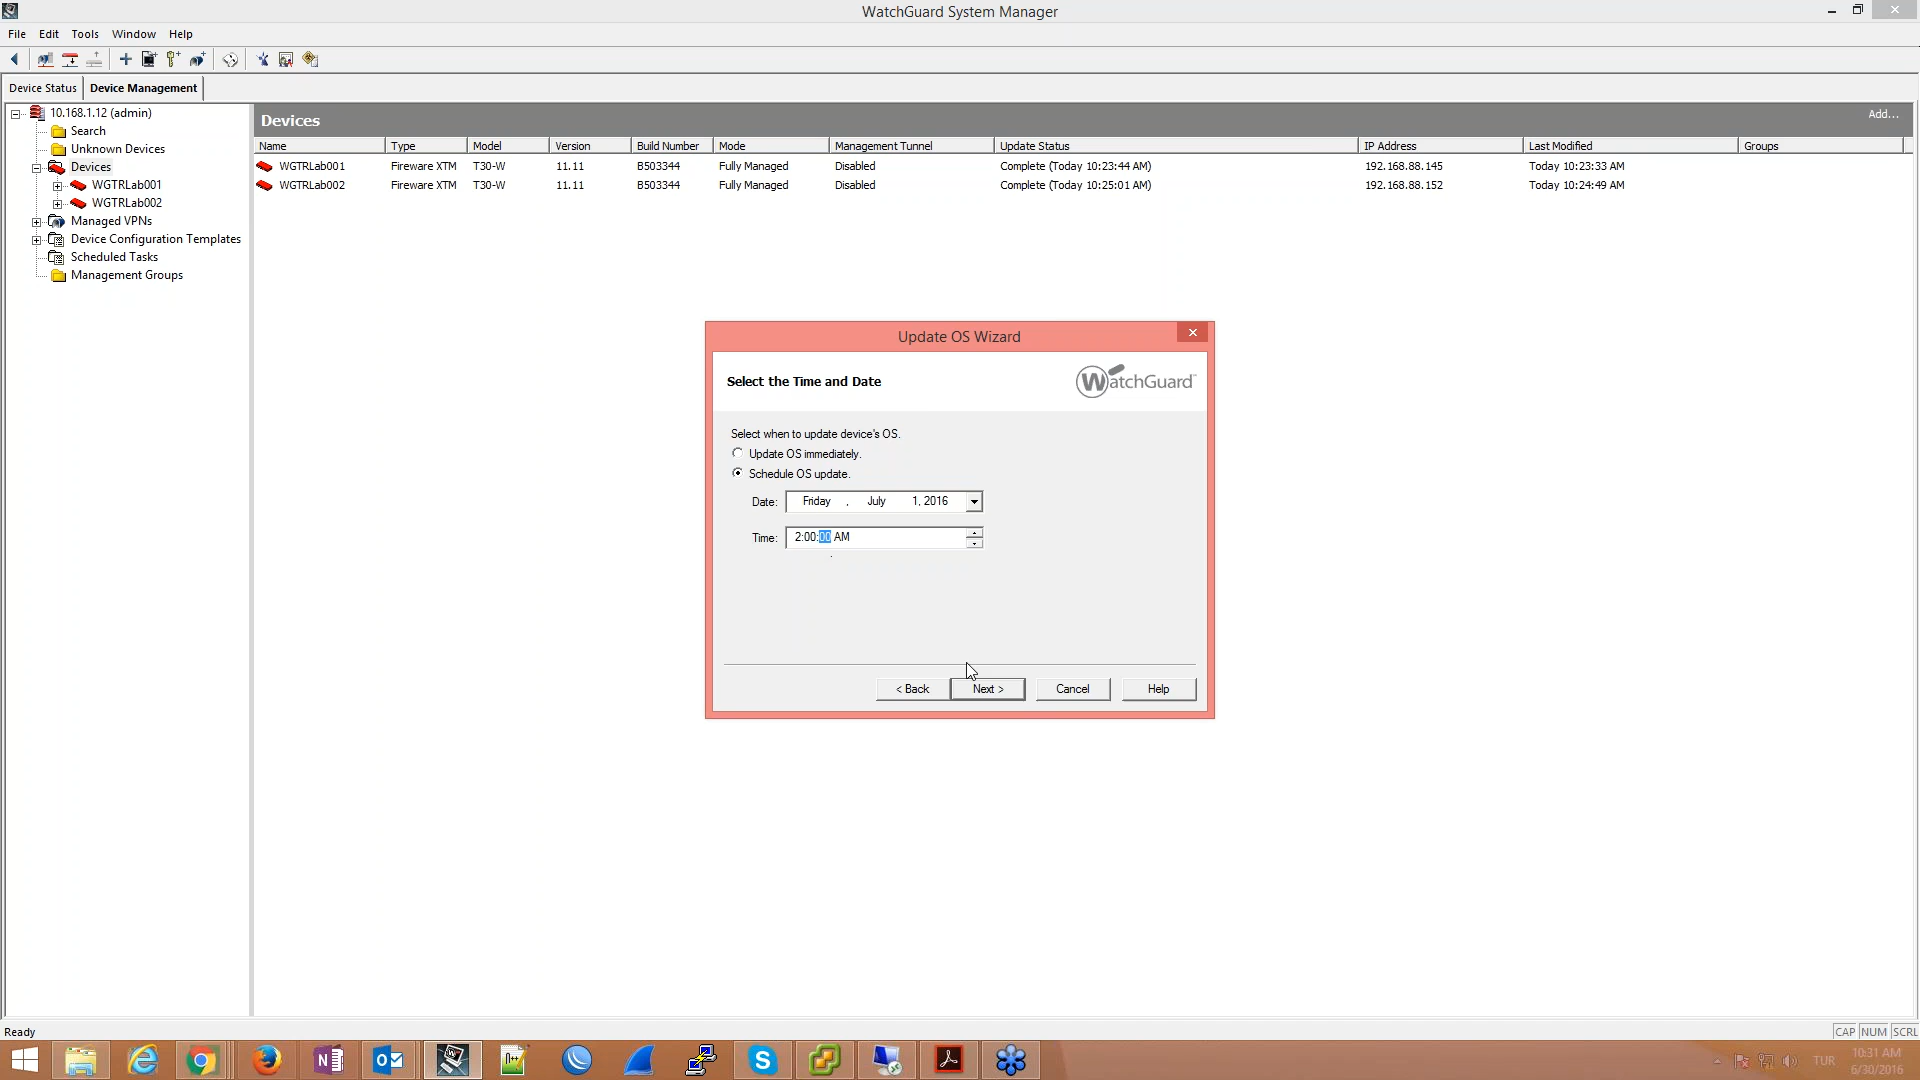 WatchGuard System Manager
File Edit Tools Window Help
Device Status Device Management
10.168.1.12 (admin)
Search
Unknown Devices
Devices
WGTRLab001
WGTRLab002
Managed VPNs
Device Configuration Templates
Scheduled Tasks
Management Groups
Devices Add...
Name Type Model Version Build Number Mode Management Tunnel Update Status IP Address Last Modified Groups
WGTRLab001 Fireware XTM T30-W 11.11 B503344 Fully Managed Disabled Complete (Today 10:23:44 AM) 192.168.88.145 Today 10:23:33 AM
WGTRLab002 Fireware XTM T30-W 11.11 B503344 Fully Managed Disabled Complete (Today 10:25:01 AM) 192.168.88.152 Today 10:24:49 AM
Update OS Wizard
Select the Time and Date
WatchGuard
Select when to update device's OS.
Update OS immediately.
Schedule OS update.
Date: Friday , July 1, 2016
Time: 2:00:00 AM
< Back Next > Cancel Help
Ready
CAP NUM SCRL
TUR
10:31 AM
6/30/2016